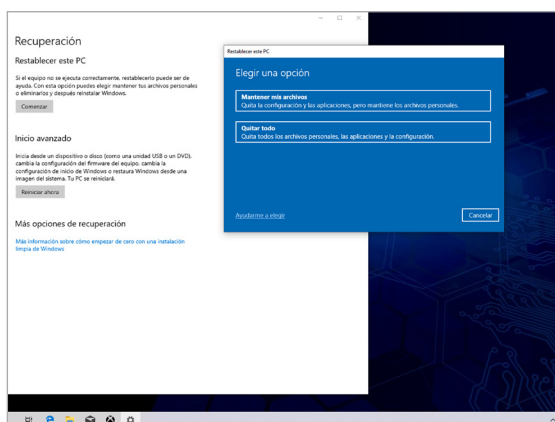 Recuperación
Restablecer este PC
Si el equipo no se ejecuta correctamente, restablecerlo puede ser de
ayuda. Con esta opción puedes elegir mantener tus archivos personales
o eliminarlos y después reinstalar Windows.
Comenzar
Inicio avanzado
Inicia desde un dispositivo o disco (como una unidad USB o un DVD),
cambia la configuración del firmware del equipo, cambia la
configuración de inicio de Windows o restaura Windows desde una
imagen del sistema. Tu PC se reiniciará.
Reiniciar ahora
Más opciones de recuperación
Más información sobre cómo empezar de cero con una instalación
limpia de Windows
Restablecer este PC
Elegir una opción
Mantener mis archivos
Quita la configuración y las aplicaciones, pero mantiene los archivos personales.
Quitar todo
Quita todos los archivos personales, las aplicaciones y la configuración.
Ayudarme a elegir
Cancelar